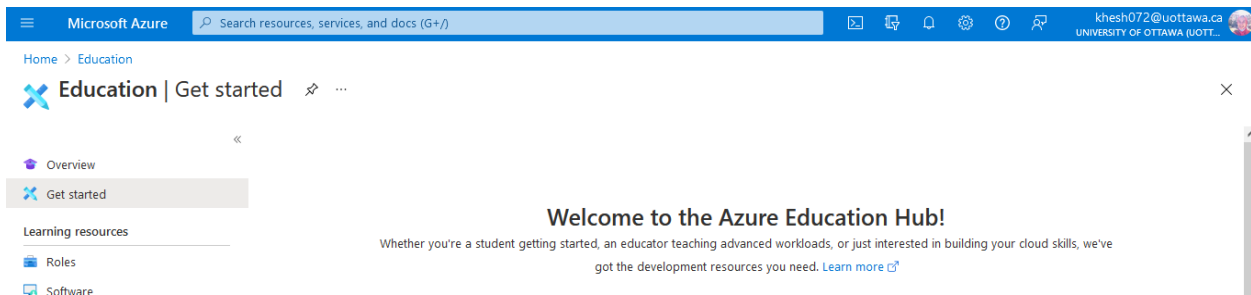 Microsoft Azure
Search resources, services, and docs (G+/)
khesh072@uottawa.ca
UNIVERSITY OF OTTAWA (UOTT...
Home > Education
Education | Get started
Overview
Get started
Learning resources
Roles
Software
Welcome to the Azure Education Hub!
Whether you're a student getting started, an educator teaching advanced workloads, or just interested in building your cloud skills, we've
got the development resources you need. Learn more